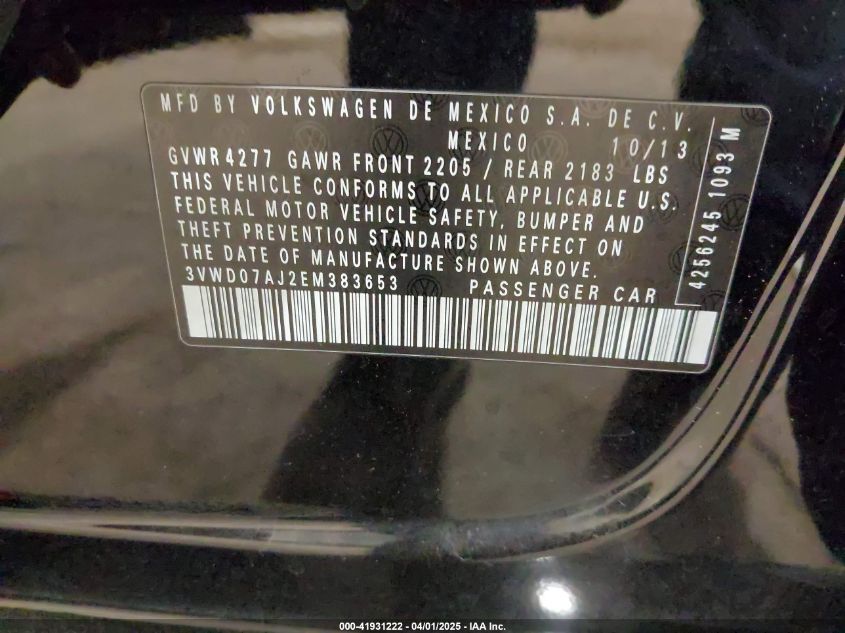 MFD BY VOLKSWAGEN DE MEXICO S.A. DE C.V.
MEXICO 10/13
GVWR 4277 GAWR FRONT 2205 / REAR 2183 LBS
THIS VEHICLE CONFORMS TO ALL APPLICABLE U.S.
FEDERAL MOTOR VEHICLE SAFETY, BUMPER AND
THEFT PREVENTION STANDARDS IN EFFECT ON
THE DATE OF MANUFACTURE SHOWN ABOVE.
3VWD07AJ2EM383653 PASSENGER CAR
4256245 1093 M
000-41931222 - 04/01/2025 - IAA Inc.